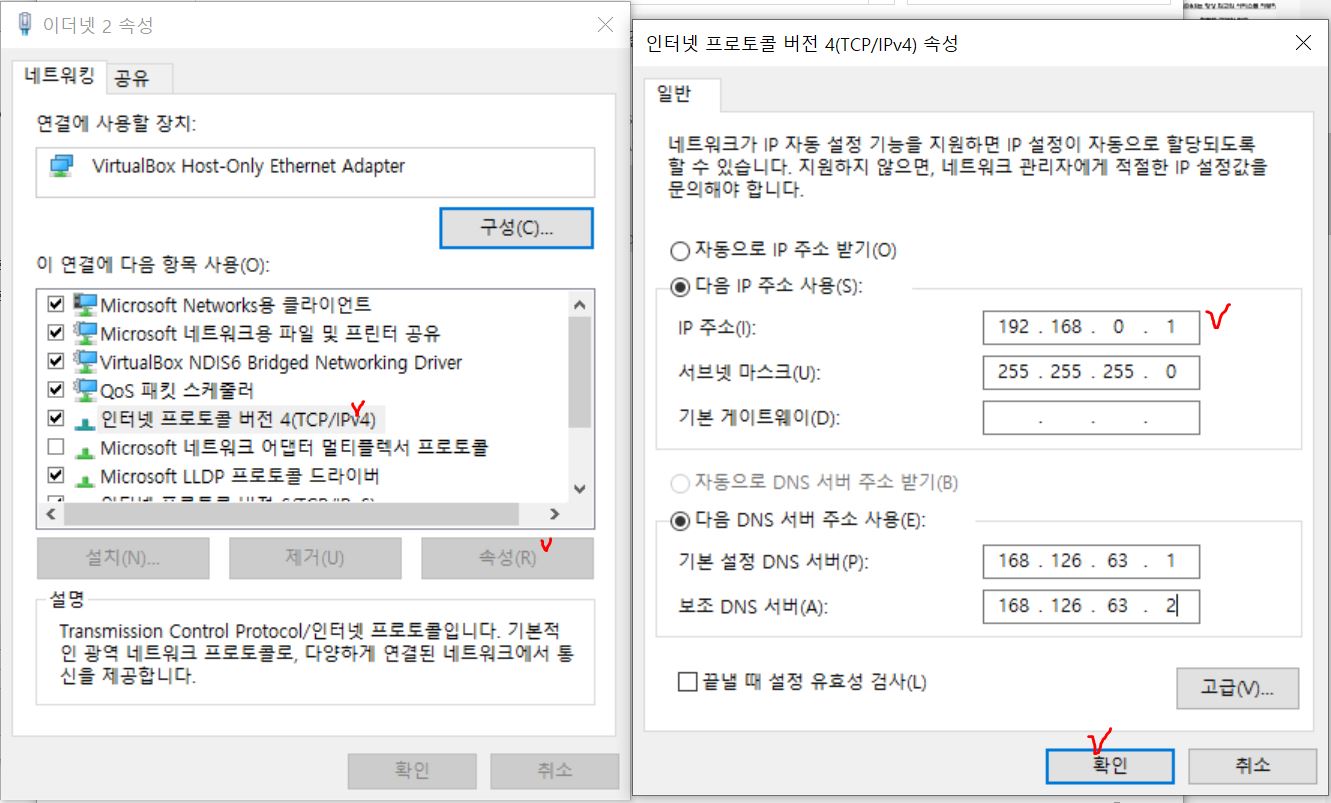 이더넷 2 속성
네트워킹
공유
연결에 사용할 장치:
VirtualBox Host-Only Ethernet Adapter
구성(C)...
이 연결에 다음 항목 사용(O):
Microsoft Networks용 클라이언트
Microsoft 네트워크용 파일 및 프린터 공유
VirtualBox NDIS6 Bridged Networking Driver
QoS 패킷 스케줄러
인터넷 프로토콜 버전 4(TCP/IPv4)
Microsoft 네트워크 어댑터 멀티플렉서 프로토콜
Microsoft LLDP 프로토콜 드라이버
설치(N)...
제거(U)
속성(R)
설명
Transmission Control Protocol/인터넷 프로토콜입니다. 기본적
인 광역 네트워크 프로토콜로, 다양하게 연결된 네트워크에서 통
신을 제공합니다.
확인
취소
인터넷 프로토콜 버전 4(TCP/IPv4) 속성
일반
네트워크가 IP 자동 설정 기능을 지원하면 IP 설정이 자동으로 할당되도록
할 수 있습니다. 지원하지 않으면, 네트워크 관리자에게 적절한 IP 설정값을
문의해야 합니다.
자동으로 IP 주소 받기(O)
다음 IP 주소 사용(S):
IP 주소(I): 192 . 168 . 0 . 1
서브넷 마스크(U): 255 . 255 . 255 . 0
기본 게이트웨이(D): . . .
자동으로 DNS 서버 주소 받기(B)
다음 DNS 서버 주소 사용(E):
기본 설정 DNS 서버(P): 168 . 126 . 63 . 1
보조 DNS 서버(A): 168 . 126 . 63 . 2
끝낼 때 설정 유효성 검사(L)
고급(V)...
확인
취소